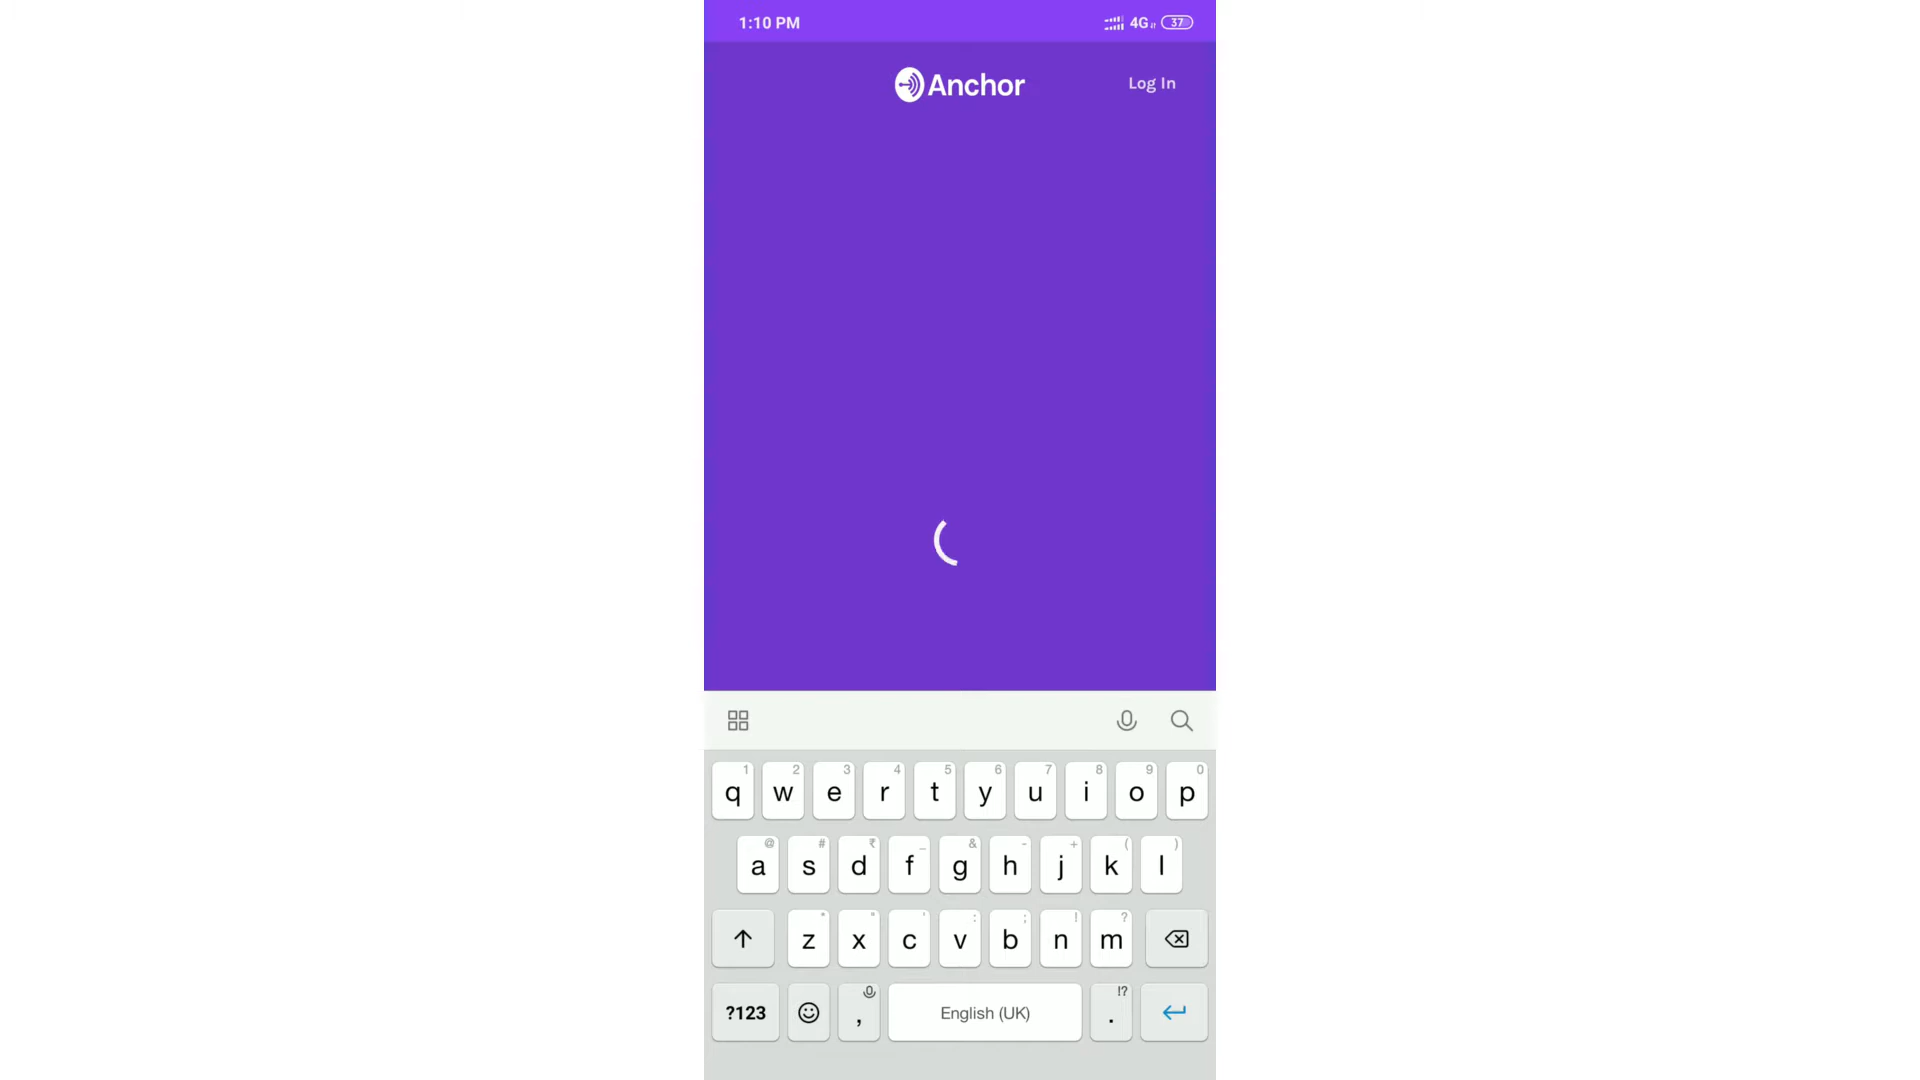 1:10 PM 4G 37
Anchor Log In
1 2 3 4 5 6 7 8 9 0
q w e r t y u i o p
@ # ₹ _ & - + ( )
a s d f g h j k l
* " ' : ; ! ?
z x c v b n m
!?
?123 , English (UK) .